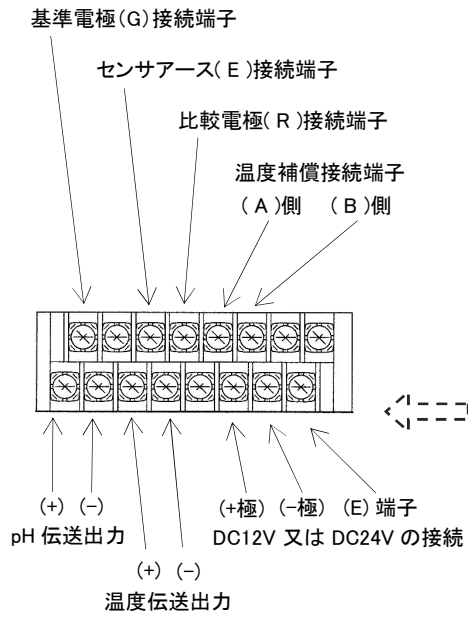 基準電極(G)接続端子
センサアース( E )接続端子
比較電極( R )接続端子
温度補償接続端子
( A )側 ( B )側
(+) (−) (+極) (−極) (E) 端子
pH 伝送出力 DC12V 又は DC24V の接続
(+) (−)
温度伝送出力